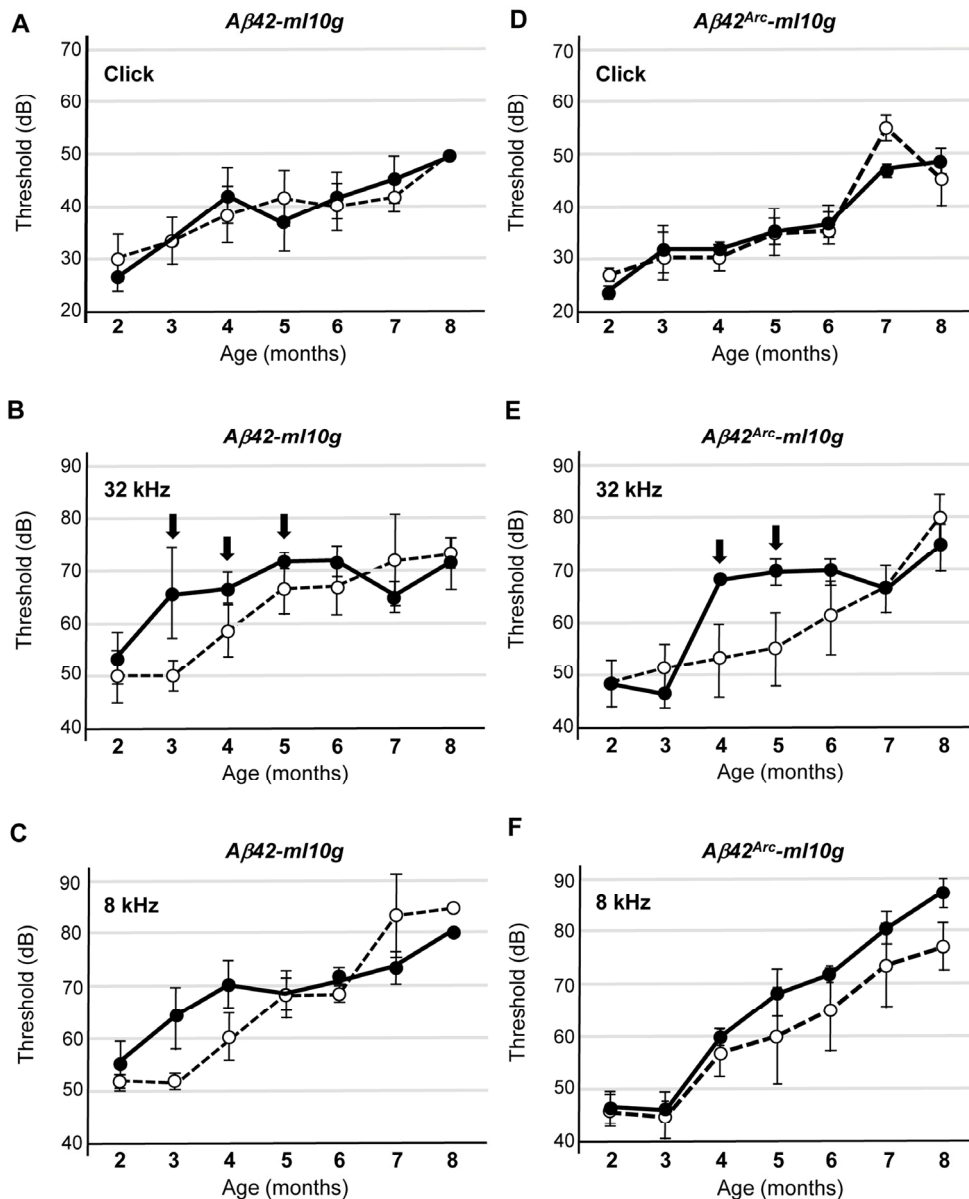 A
Aβ42-ml10g
Click
Threshold (dB)
70
60
50
40
30
20
2 3 4 5 6 7 8
Age (months)
B
Aβ42-ml10g
32 kHz
Threshold (dB)
90
80
70
60
50
40
2 3 4 5 6 7 8
Age (months)
C
Aβ42-ml10g
8 kHz
Threshold (dB)
90
80
70
60
50
40
2 3 4 5 6 7 8
Age (months)
D
Aβ42ᴬʳᶜ-ml10g
Click
Threshold (dB)
70
60
50
40
30
20
2 3 4 5 6 7 8
Age (months)
E
Aβ42ᴬʳᶜ-ml10g
32 kHz
Threshold (dB)
90
80
70
60
50
40
2 3 4 5 6 7 8
Age (months)
F
Aβ42ᴬʳᶜ-ml10g
8 kHz
Threshold (dB)
90
80
70
60
50
40
2 3 4 5 6 7 8
Age (months)